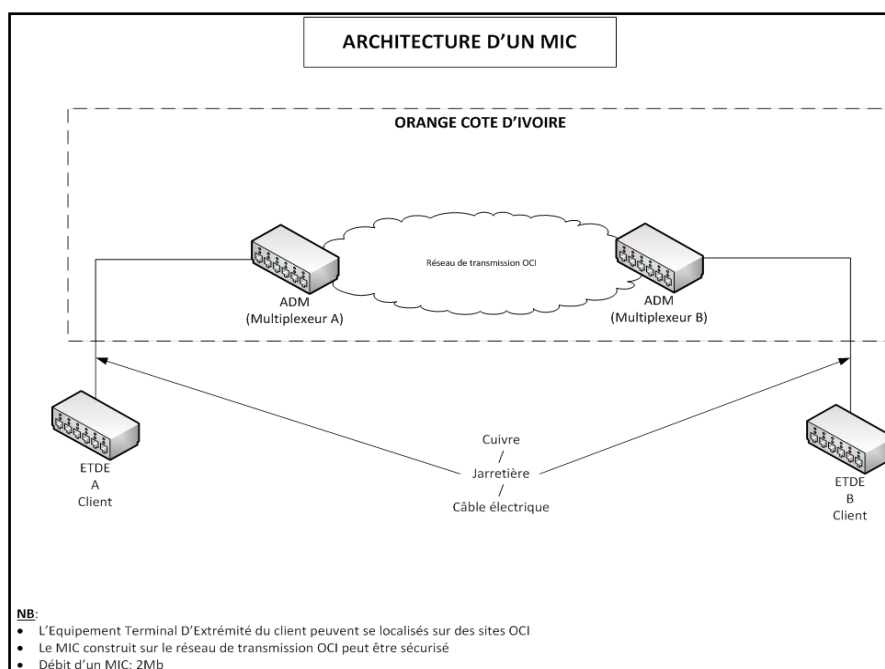 ARCHITECTURE D'UN MIC
ORANGE COTE D'IVOIRE
Réseau de transmission OCI
ADM
(Multiplexeur A)
ADM
(Multiplexeur B)
ETDE
A
Client
Cuivre
/
Jarretière
/
Câble électrique
ETDE
B
Client
NB:
• L'Equipement Terminal D'Extrémité du client peuvent se localisés sur des sites OCI
• Le MIC construit sur le réseau de transmission OCI peut être sécurisé
• Débit d'un MIC: 2Mb